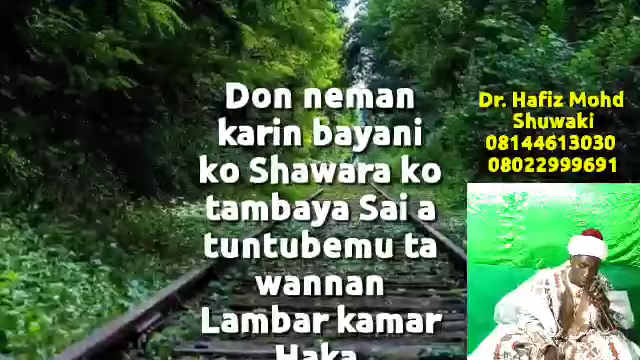 Don neman
karin bayani
ko Shawara ko
tambaya Sai a
tuntubemu ta
wannan
Lambar kamar
Haka
Dr. Hafiz Mohd
Shuwaki
08144613030
08022999691